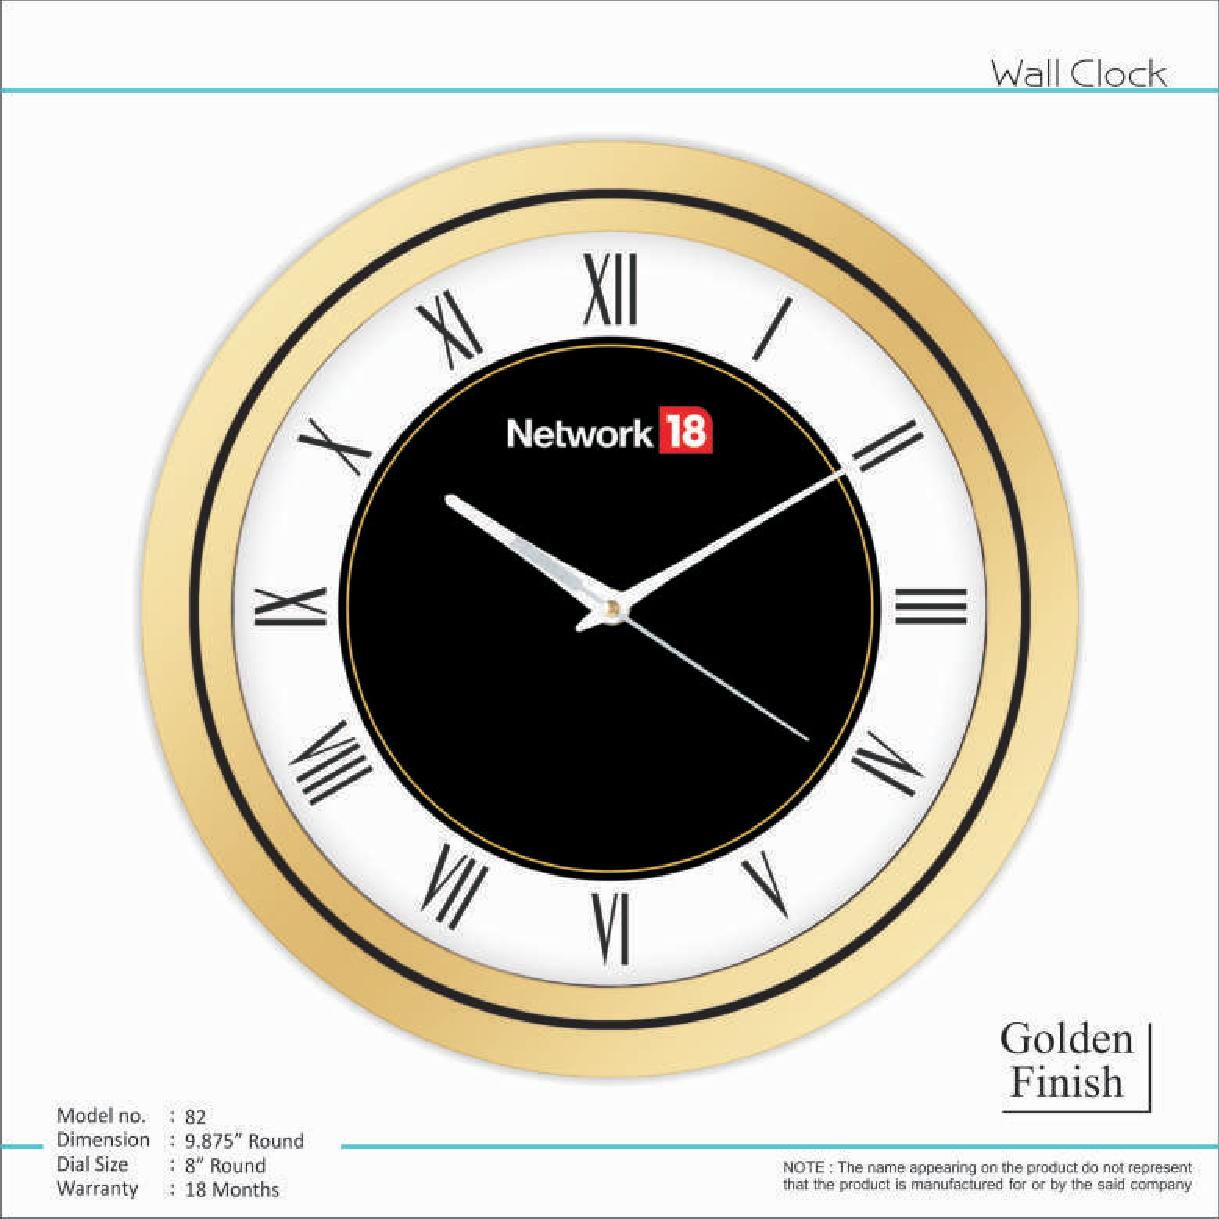 Wall Clock
XII
I
II
III
IV
V
VI
VII
VIII
IX
X
XI
Network 18
Golden
Finish
Model no. : 82
Dimension : 9.875” Round
Dial Size : 8” Round
Warranty : 18 Months
NOTE : The name appearing on the product do not represent
that the product is manufactured for or by the said company